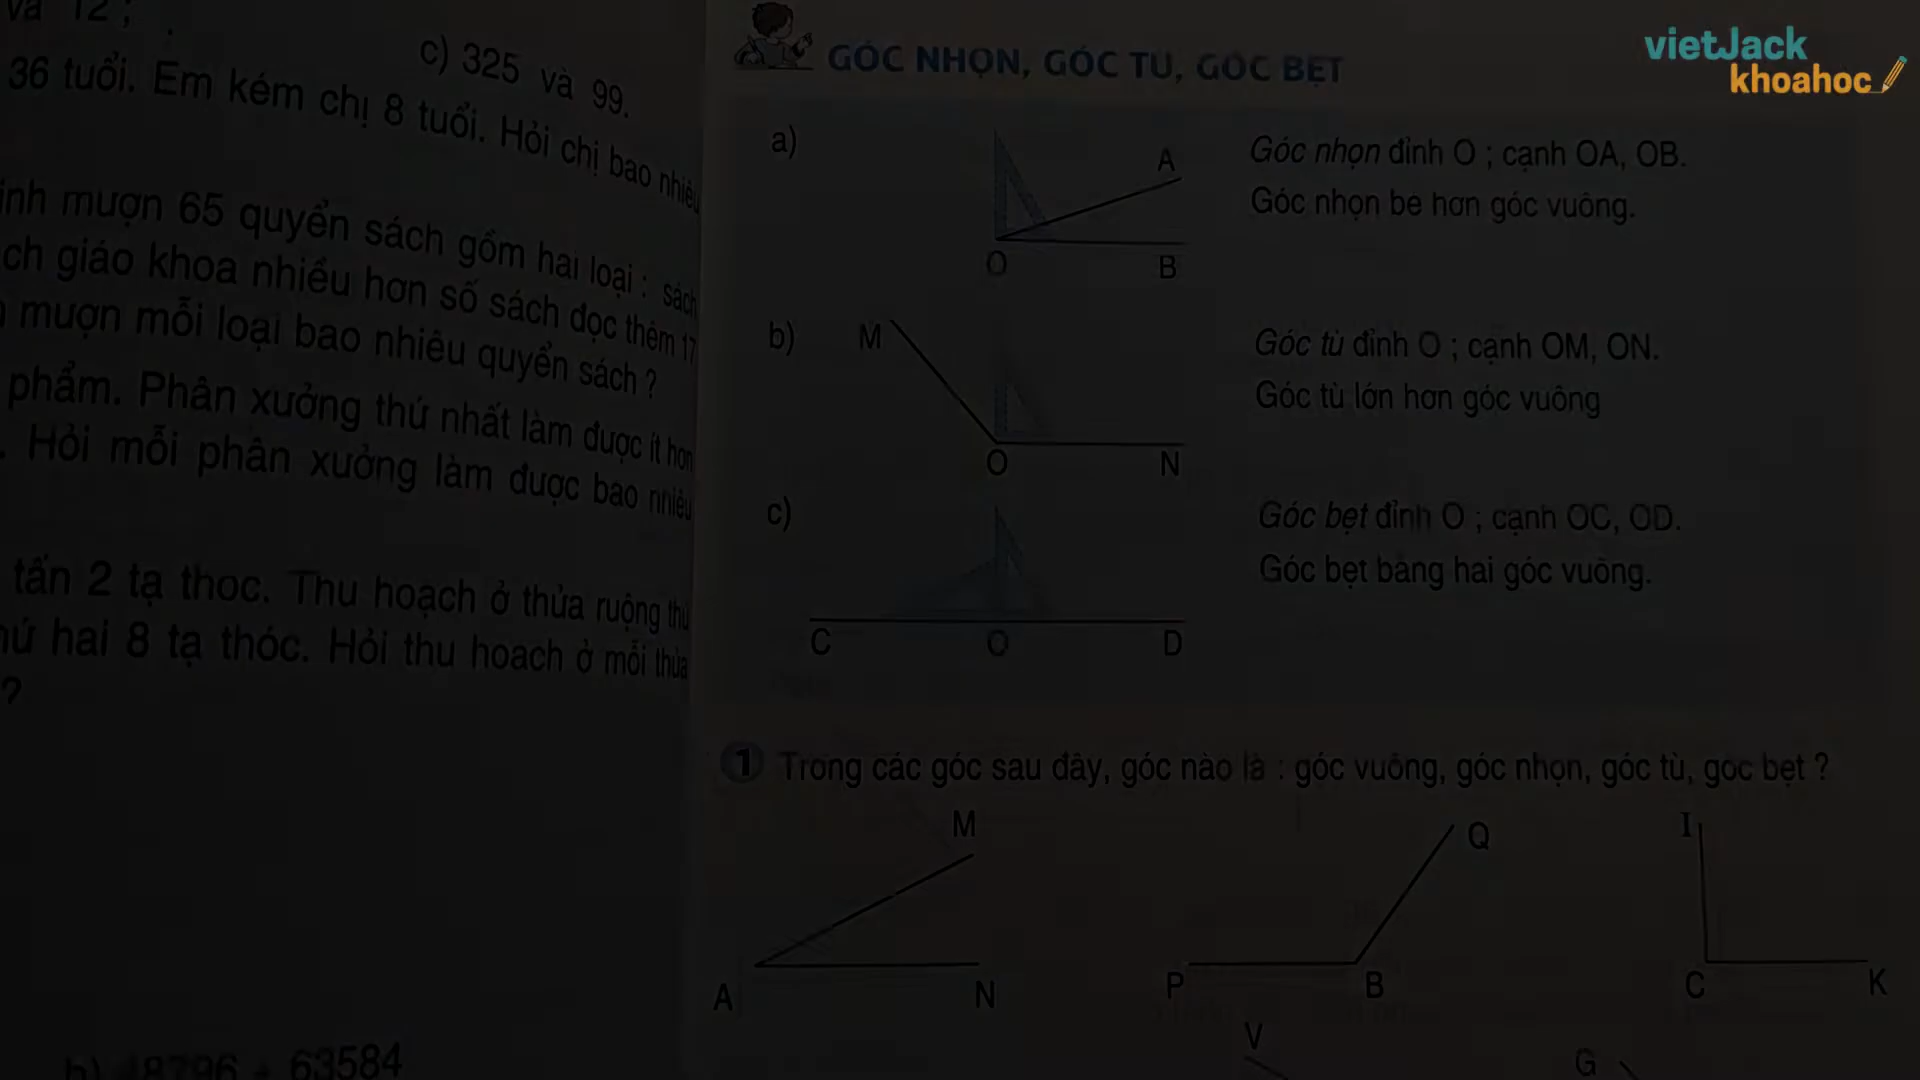 và 12 ;
c) 325 và 99.
36 tuổi. Em kém chị 8 tuổi. Hỏi chị bao nhiêu
mượn 65 quyển sách gồm hai loại : sách
giáo khoa nhiều hơn số sách đọc thêm 17
mượn mỗi loại bao nhiêu quyển sách ?
phẩm. Phân xưởng thứ nhất làm được ít hơn
. Hỏi mỗi phân xưởng làm được bao nhiêu
tấn 2 tạ thóc. Thu hoạch ở thửa ruộng thứ
hai 8 tạ thóc. Hỏi thu hoạch ở mỗi thửa
?
b) 48796 + 63584
vietJack
khoahoc
GÓC NHỌN, GÓC TÙ, GÓC BẸT
a)
A
O
B
Góc nhọn đỉnh O ; cạnh OA, OB.
Góc nhọn bé hơn góc vuông.
b)
M
O
N
Góc tù đỉnh O ; cạnh OM, ON.
Góc tù lớn hơn góc vuông
c)
C
O
D
Góc bẹt đỉnh O ; cạnh OC, OD.
Góc bẹt bằng hai góc vuông.
1 Trong các góc sau đây, góc nào là : góc vuông, góc nhọn, góc tù, góc bẹt ?
M
A
N
Q
P
B
I
C
K
V
G